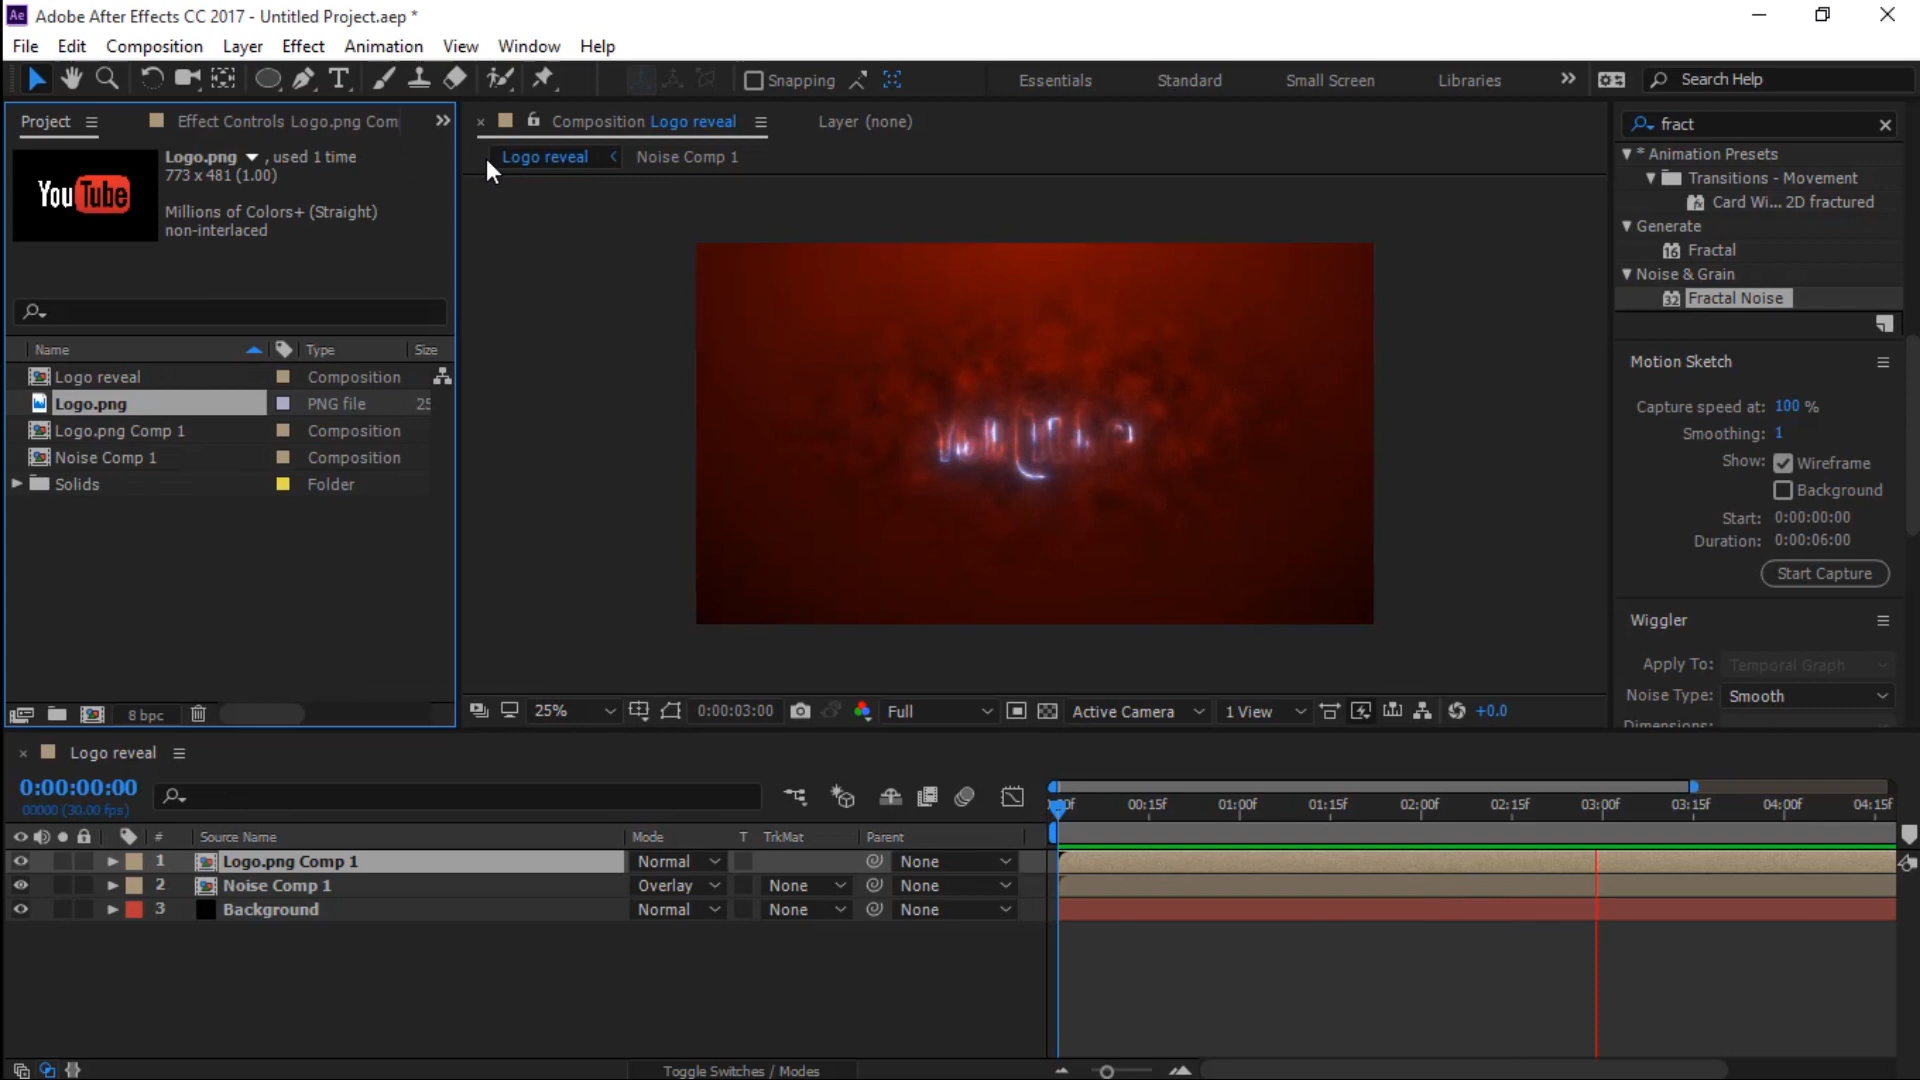 Ae Adobe After Effects CC 2017 - Untitled Project.aep *
File Edit Composition Layer Effect Animation View Window Help
Snapping Essentials Standard Small Screen Libraries Search Help
Project Effect Controls Logo.png Com
Composition Logo reveal Layer (none)
fract
Logo reveal Noise Comp 1
Logo.png , used 1 time
773 x 481 (1.00)
Millions of Colors+ (Straight)
non-interlaced
YouTube
* Animation Presets
Transitions - Movement
Card Wi... 2D fractured
Generate
Fractal
Noise & Grain
Fractal Noise
Name Type Size
Logo reveal Composition
Logo.png PNG file 25
Logo.png Comp 1 Composition
Noise Comp 1 Composition
Solids Folder
Motion Sketch
Capture speed at: 100 %
Smoothing: 1
Show: Wireframe
Background
Start: 0:00:00:00
Duration: 0:00:06:00
Start Capture
Wiggler
Apply To: Temporal Graph
Noise Type: Smooth
Dimensions:
8 bpc
25% 0:00:03:00 Full Active Camera 1 View +0.0
Logo reveal
0:00:00:00
00000 (30.00 fps)
00:15f 01:00f 01:15f 02:00f 02:15f 03:00f 03:15f 04:00f 04:15f
# Source Name Mode T TrkMat Parent
1 Logo.png Comp 1 Normal None
2 Noise Comp 1 Overlay None None
3 Background Normal None None
Toggle Switches / Modes